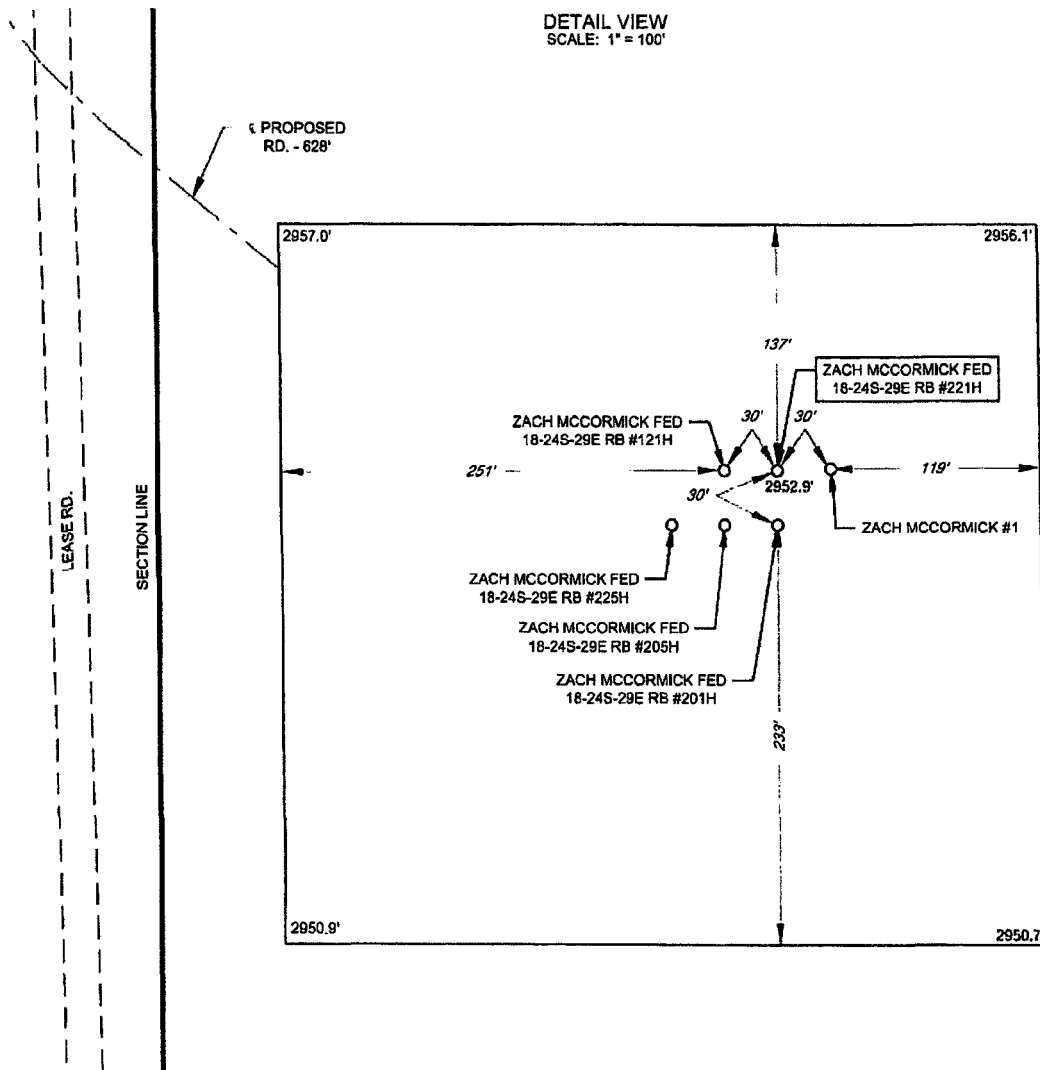 DETAIL VIEW
SCALE: 1" = 100'
℄ PROPOSED
RD. - 628'
2957.0'
2956.1'
137'
ZACH MCCORMICK FED
18-24S-29E RB #221H
ZACH MCCORMICK FED
18-24S-29E RB #121H
30'
30'
251'
119'
30'
2952.9'
ZACH MCCORMICK #1
LEASE RD.
SECTION LINE
ZACH MCCORMICK FED
18-24S-29E RB #225H
ZACH MCCORMICK FED
18-24S-29E RB #205H
ZACH MCCORMICK FED
18-24S-29E RB #201H
233'
2950.9'
2950.7